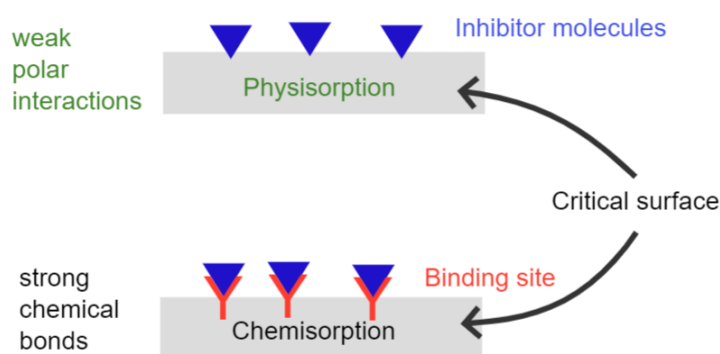 weak
polar
interactions
Inhibitor molecules
Physisorption
Critical surface
strong
chemical
bonds
Binding site
Chemisorption